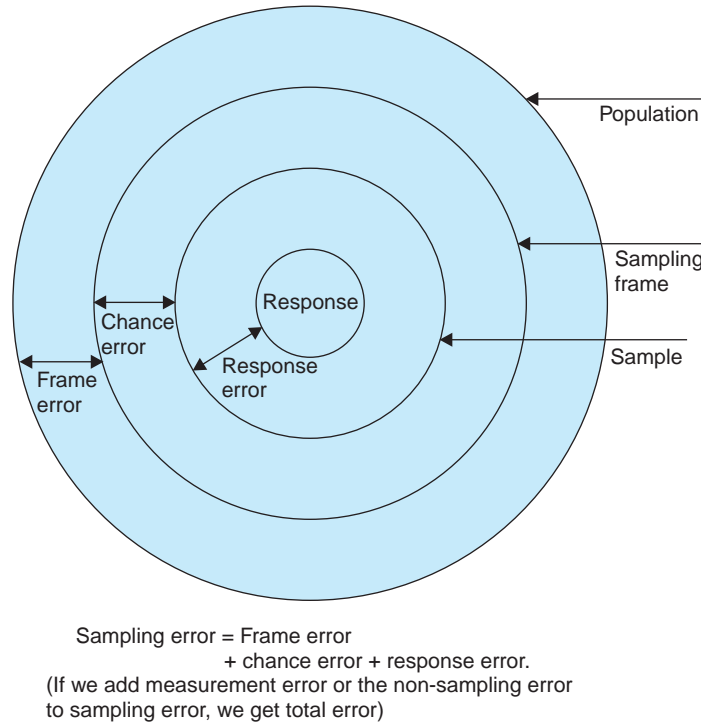 Population
Sampling
frame
Response
Chance
error
Response
error
Sample
Frame
error
Sampling error = Frame error
+ chance error + response error.
(If we add measurement error or the non-sampling error
to sampling error, we get total error)